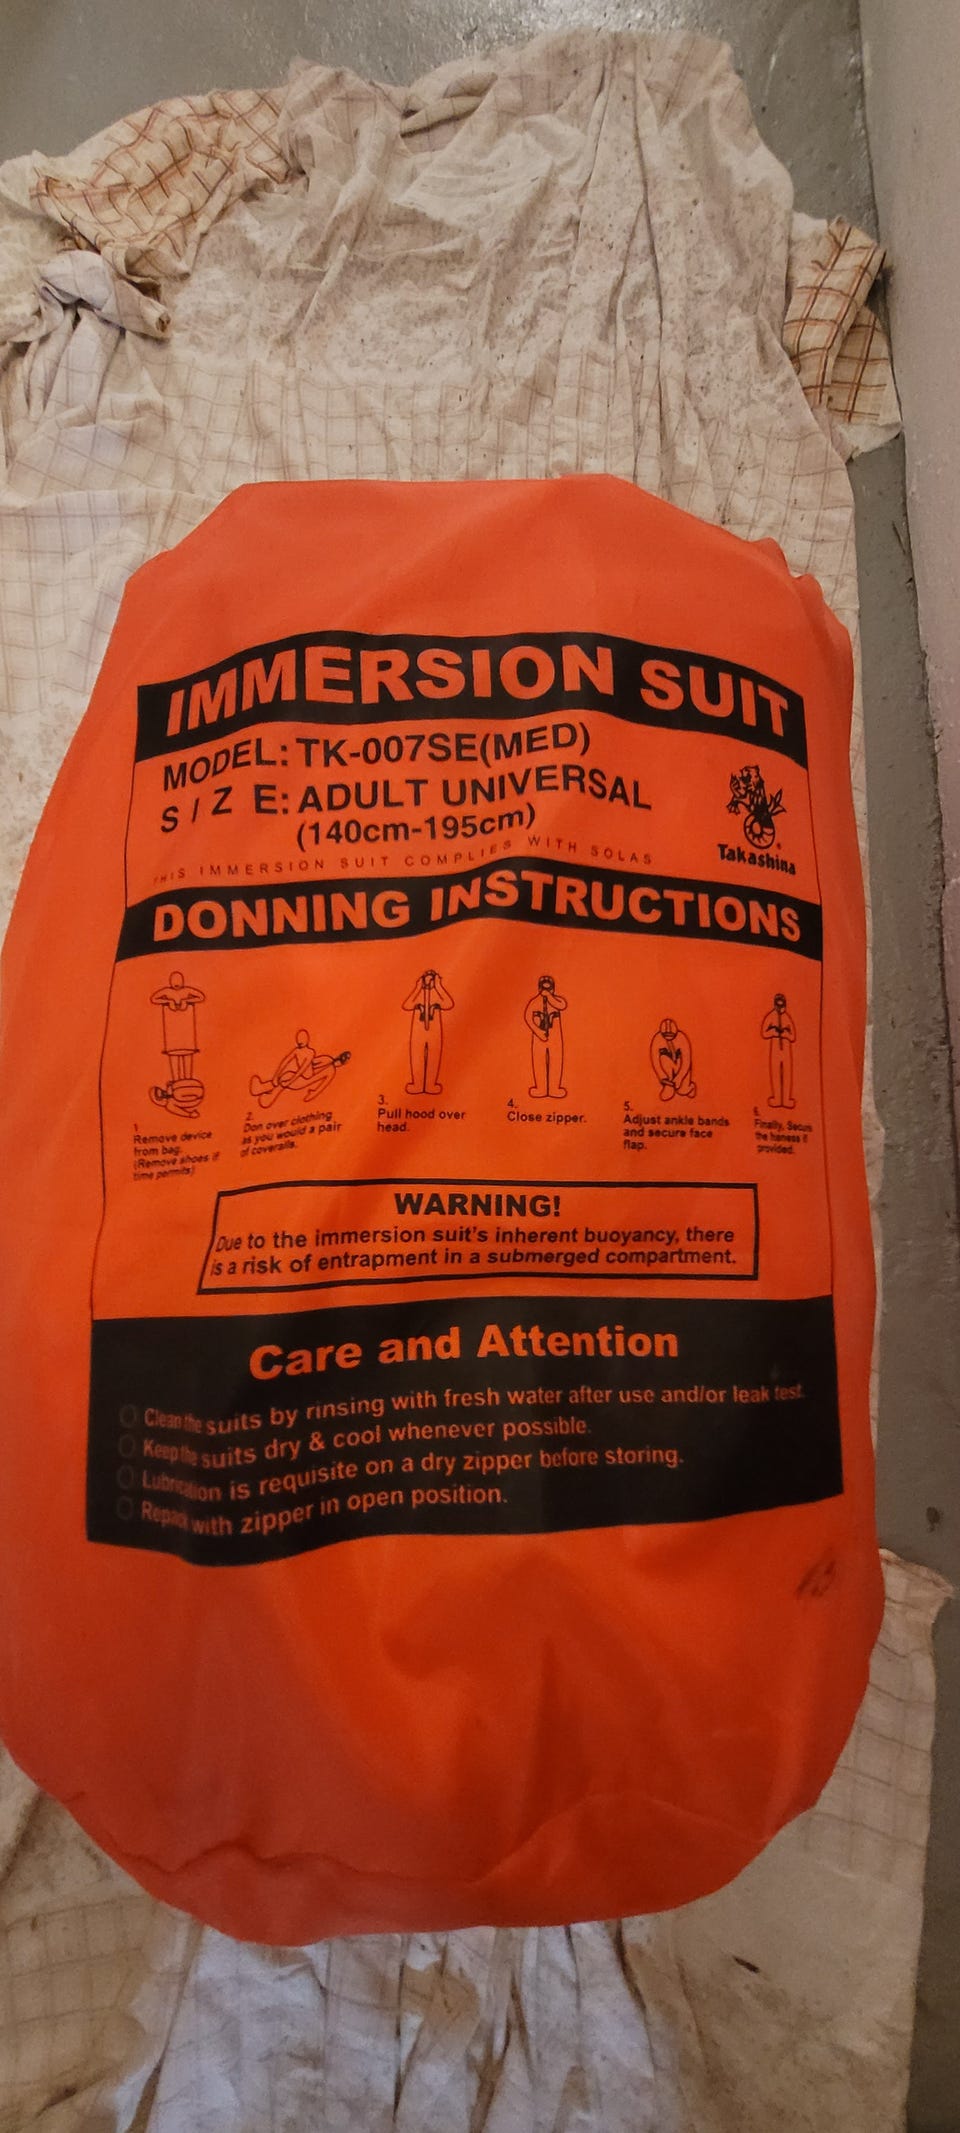 IMMERSION SUIT
MODEL: TK-007SE(MED)
SIZE: ADULT UNIVERSAL
(140cm-195cm)
Takashina
THIS IMMERSION SUIT COMPLIES WITH SOLAS
DONNING INSTRUCTIONS
1.
Remove device
from bag.
(Remove shoes if
time permits)
2.
Don over clothing
as you would a pair
of coveralls.
3.
Pull hood over
head.
4.
Close zipper.
5.
Adjust ankle bands
and secure face
flap.
6.
Finally, Secure
the harness if
provided.
WARNING!
Due to the immersion suit's inherent buoyancy, there
is a risk of entrapment in a submerged compartment.
Care and Attention
Clean the suits by rinsing with fresh water after use and/or leak test.
Keep the suits dry & cool whenever possible.
Lubrication is requisite on a dry zipper before storing.
Repack with zipper in open position.